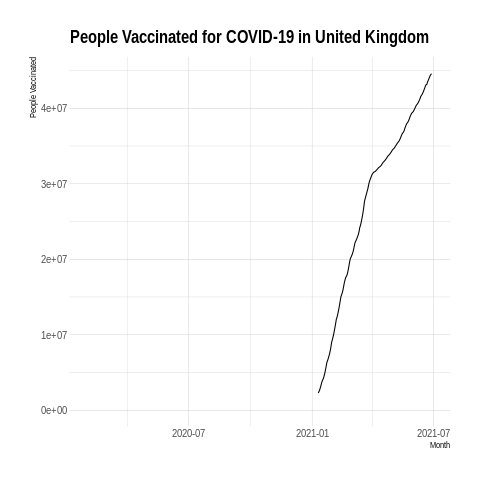 People Vaccinated for COVID-19 in United Kingdom
People Vaccinated
4e+07
3e+07
2e+07
1e+07
0e+00
2020-07
2021-01
2021-07
Month